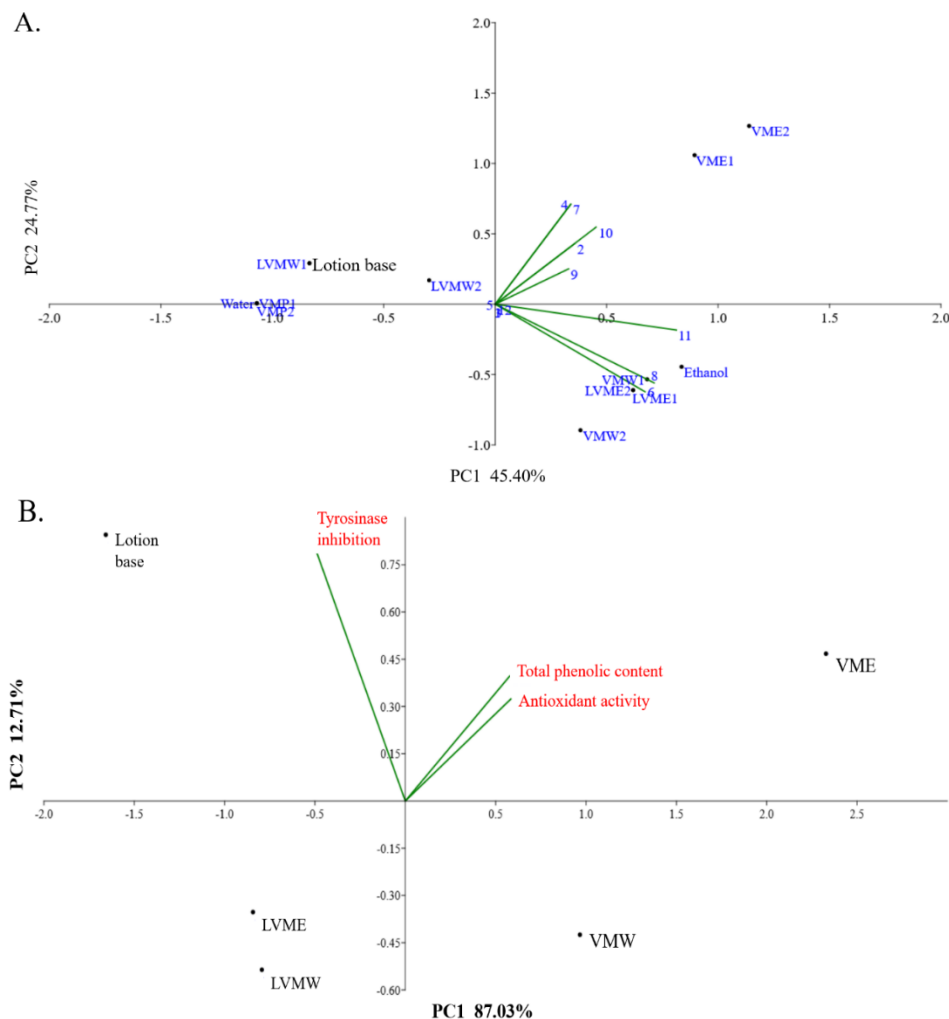 A.
2.0
VME2
1.5
VME1
1.0
PC2 24.77%
4
7
0.5
10
2
LVMW1 Lotion base
9
LVMW2
Water VMP1
5
VMP2
12
-2.0 -1.5 -1.0 -0.5 0.5 1.0 1.5 2.0
11
Ethanol
-0.5
VMW1 8
LVME2 6
LVME1
VMW2
-1.0
PC1 45.40%
B.
Tyrosinase
inhibition
Lotion
base
0.75
0.60
0.45
VME
Total phenolic content
0.30
Antioxidant activity
0.15
PC2 12.71%
-2.0 -1.5 -1.0 -0.5 0.5 1.0 1.5 2.0 2.5
-0.15
-0.30
LVME
-0.45
VMW
LVMW
-0.60
PC1 87.03%